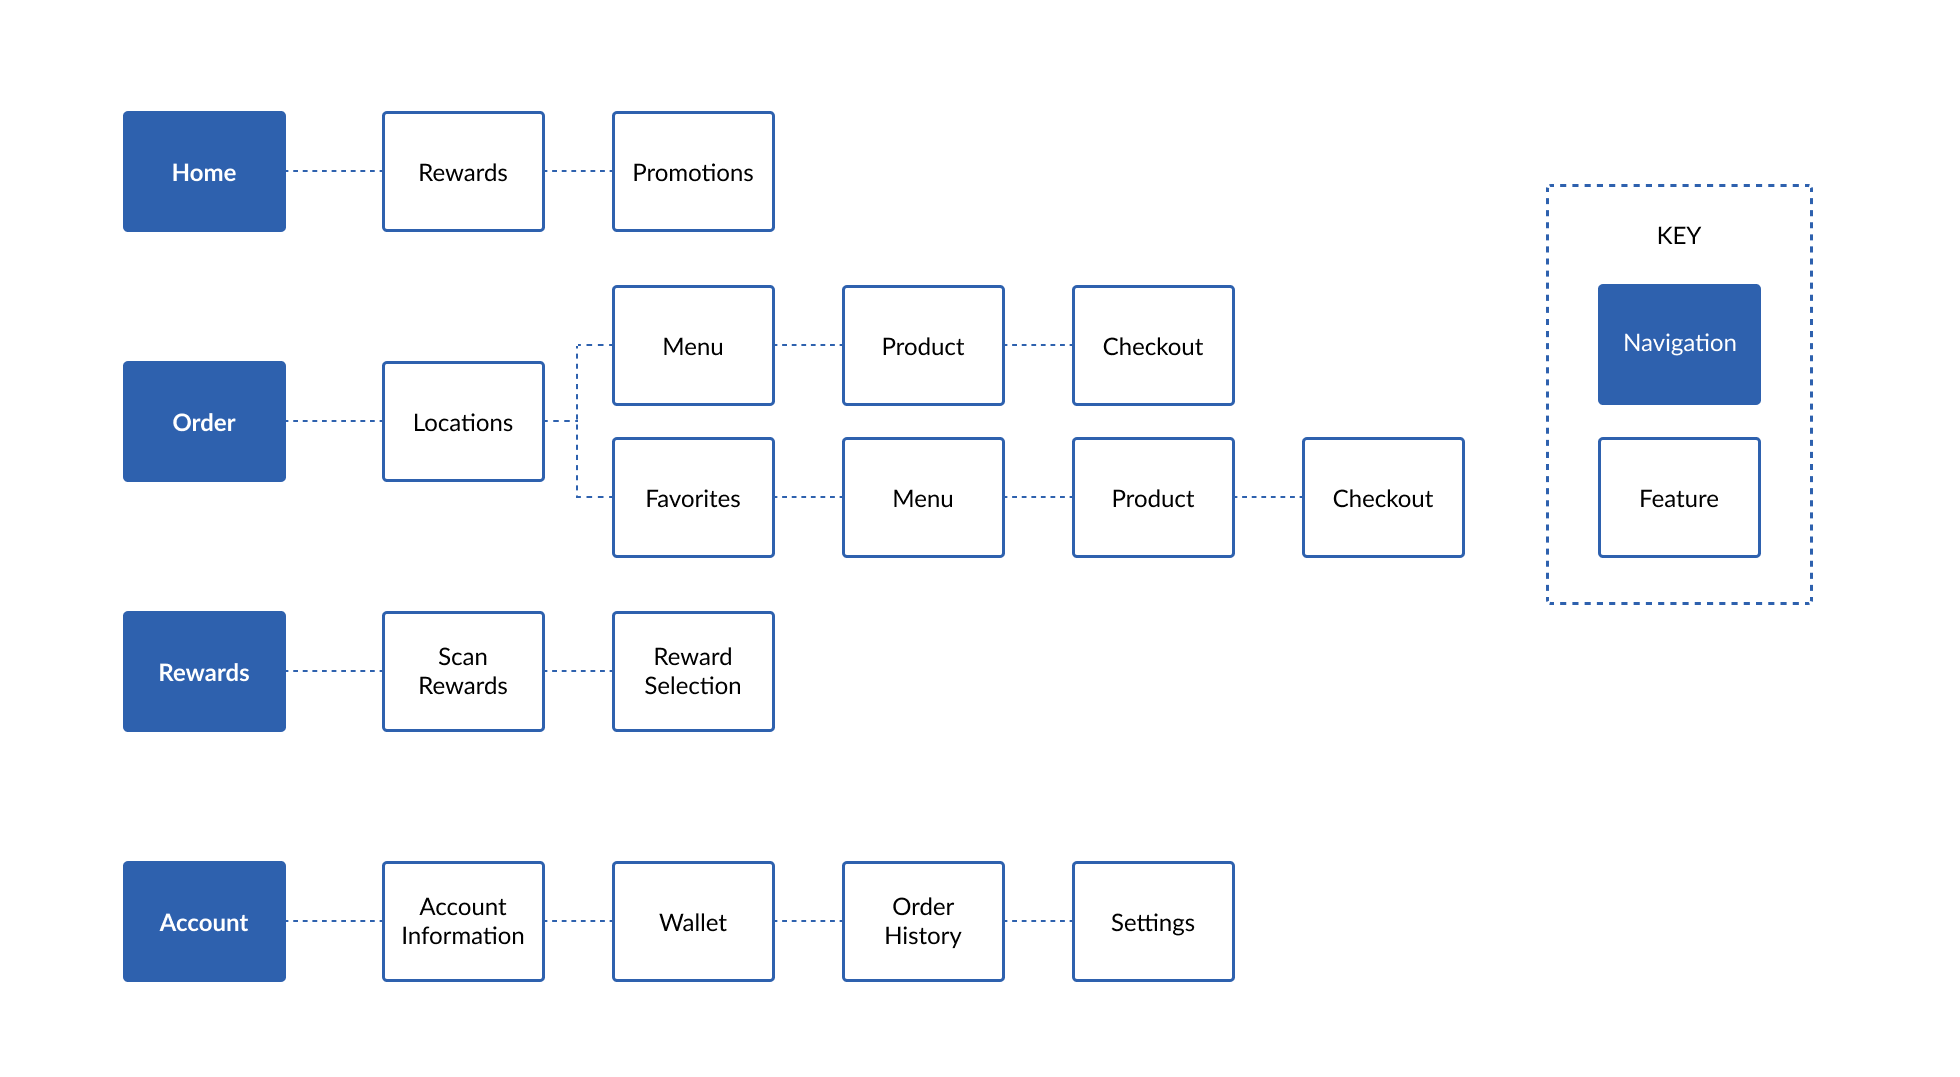 Home
Rewards
Promotions
KEY
Navigation
Feature
Order
Locations
Menu
Product
Checkout
Favorites
Menu
Product
Checkout
Rewards
Scan
Rewards
Reward
Selection
Account
Account
Information
Wallet
Order
History
Settings